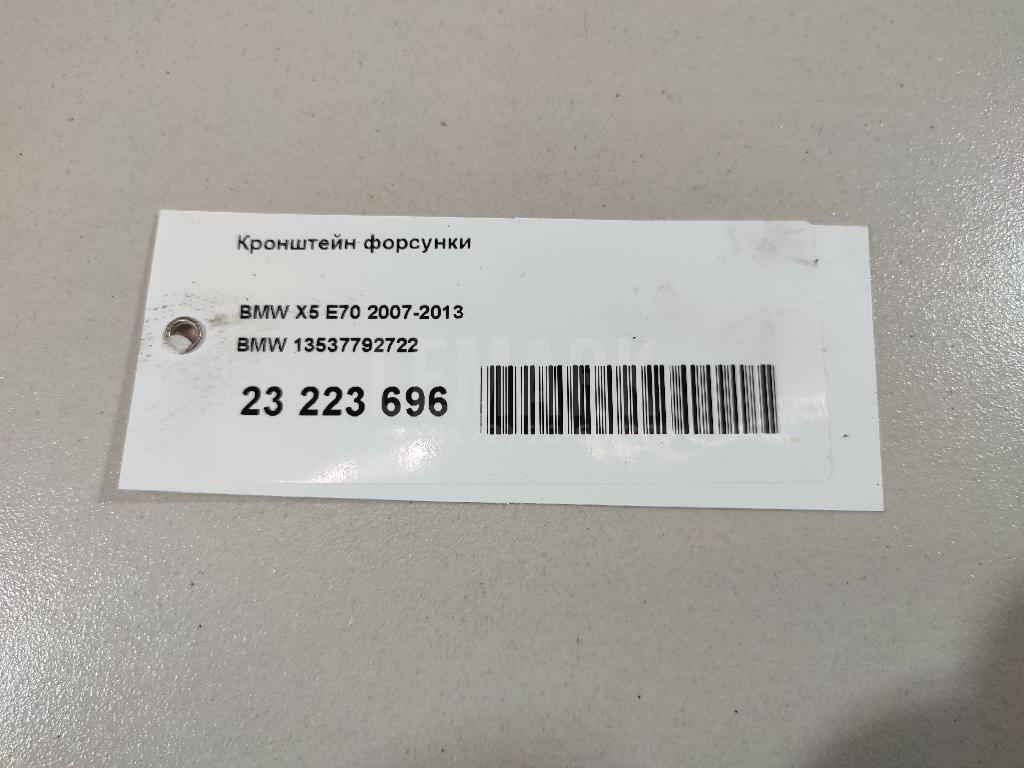 Кронштейн форсунки
BMW X5 E70 2007-2013
BMW 13537792722
23 223 696